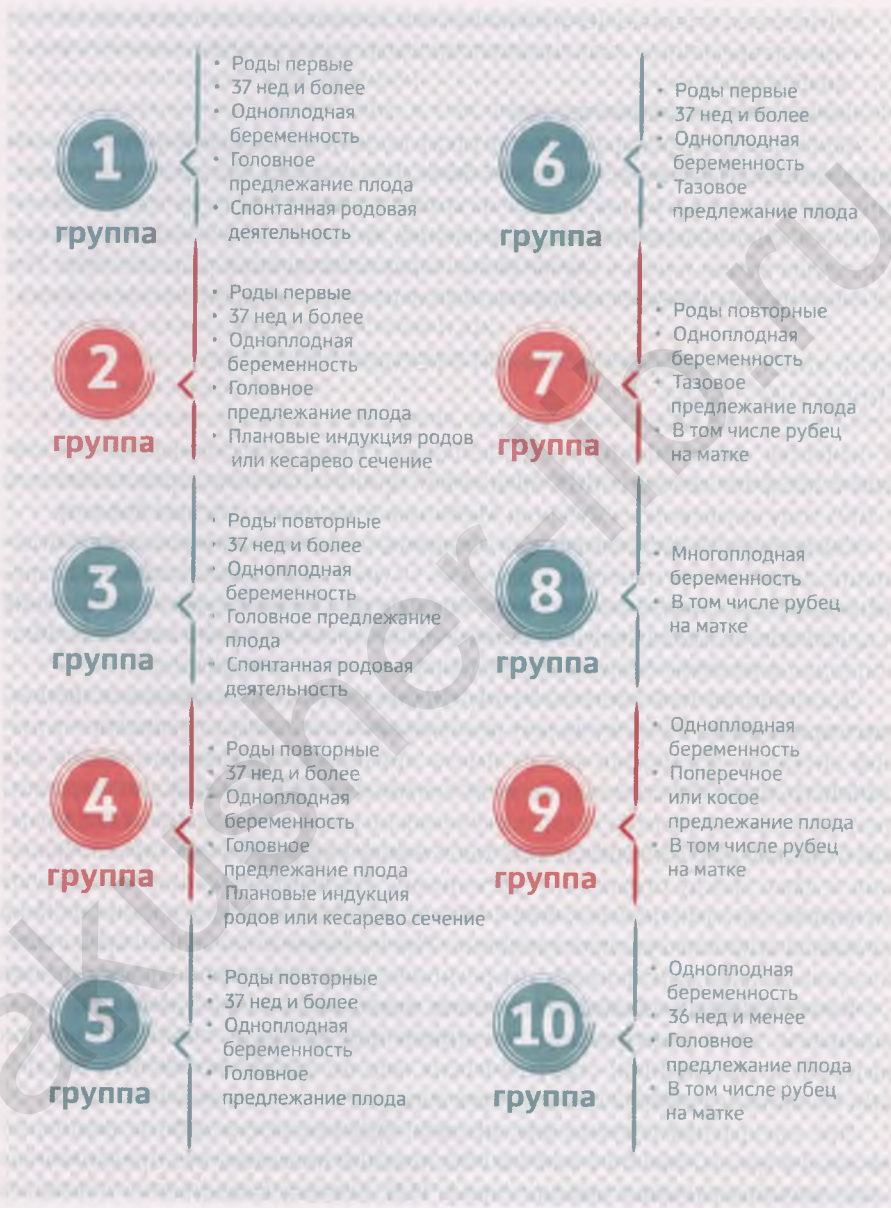 1
группа
• Роды первые
• 37 нед и более
• Одноплодная
беременность
• Головное
предлежание плода
• Спонтанная родовая
деятельность
2
группа
• Роды первые
• 37 нед и более
• Одноплодная
беременность
• Головное
предлежание плода
• Плановые индукция родов
или кесарево сечение
3
группа
• Роды повторные
• 37 нед и более
• Одноплодная
беременность
• Головное предлежание
плода
• Спонтанная родовая
деятельность
4
группа
• Роды повторные
• 37 нед и более
• Одноплодная
беременность
• Головное
предлежание плода
• Плановые индукция
родов или кесарево сечение
5
группа
• Роды повторные
• 37 нед и более
• Одноплодная
беременность
• Головное
предлежание плода
6
группа
• Роды первые
• 37 нед и более
• Одноплодная
беременность
• Тазовое
предлежание плода
7
группа
• Роды повторные
• Одноплодная
беременность
• Тазовое
предлежание плода
• В том числе рубец
на матке
8
группа
• Многоплодная
беременность
• В том числе рубец
на матке
9
группа
• Одноплодная
беременность
• Поперечное
или косое
предлежание плода
• В том числе рубец
на матке
10
группа
• Одноплодная
беременность
• 36 нед и менее
• Головное
предлежание плода
• В том числе рубец
на матке
akusher-lib.ru